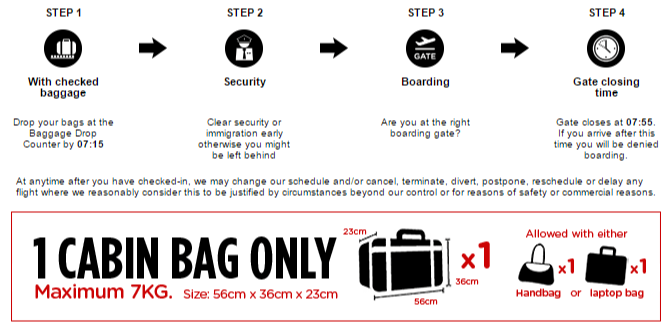 STEP 1
STEP 2
STEP 3
STEP 4
GATE
With checked
baggage
Security
Boarding
Gate closing
time
Drop your bags at the
Baggage Drop
Counter by 07:15
Clear security or
immigration early
otherwise you might
be left behind
Are you at the right
boarding gate?
Gate closes at 07:55.
If you arrive after this
time you will be denied
boarding.
At anytime after you have checked-in, we may change our schedule and/or cancel, terminate, divert, postpone, reschedule or delay any
flight where we reasonably consider this to be justified by circumstances beyond our control or for reasons of safety or commercial reasons.
1 CABIN BAG ONLY
Maximum 7KG. Size: 56cm x 36cm x 23cm
23cm
x1
36cm
56cm
Allowed with either
x1
x1
Handbag or laptop bag